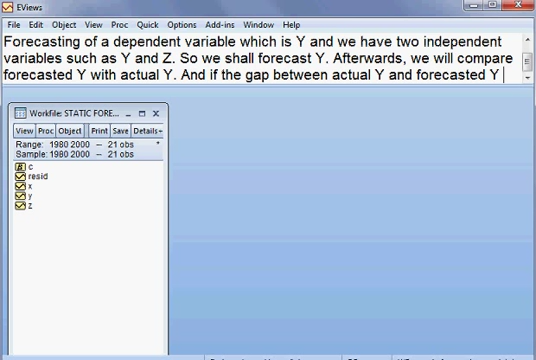 EViews
File Edit Object View Proc Quick Options Add-ins Window Help
Forecasting of a dependent variable which is Y and we have two independent
variables such as Y and Z. So we shall forecast Y. Afterwards, we will compare
forecasted Y with actual Y. And if the gap between actual Y and forecasted Y
Workfile: STATIC FORE...
View Proc Object Print Save Details
Range: 1980 2000 -- 21 obs *
Sample: 1980 2000 -- 21 obs
c
resid
x
y
z